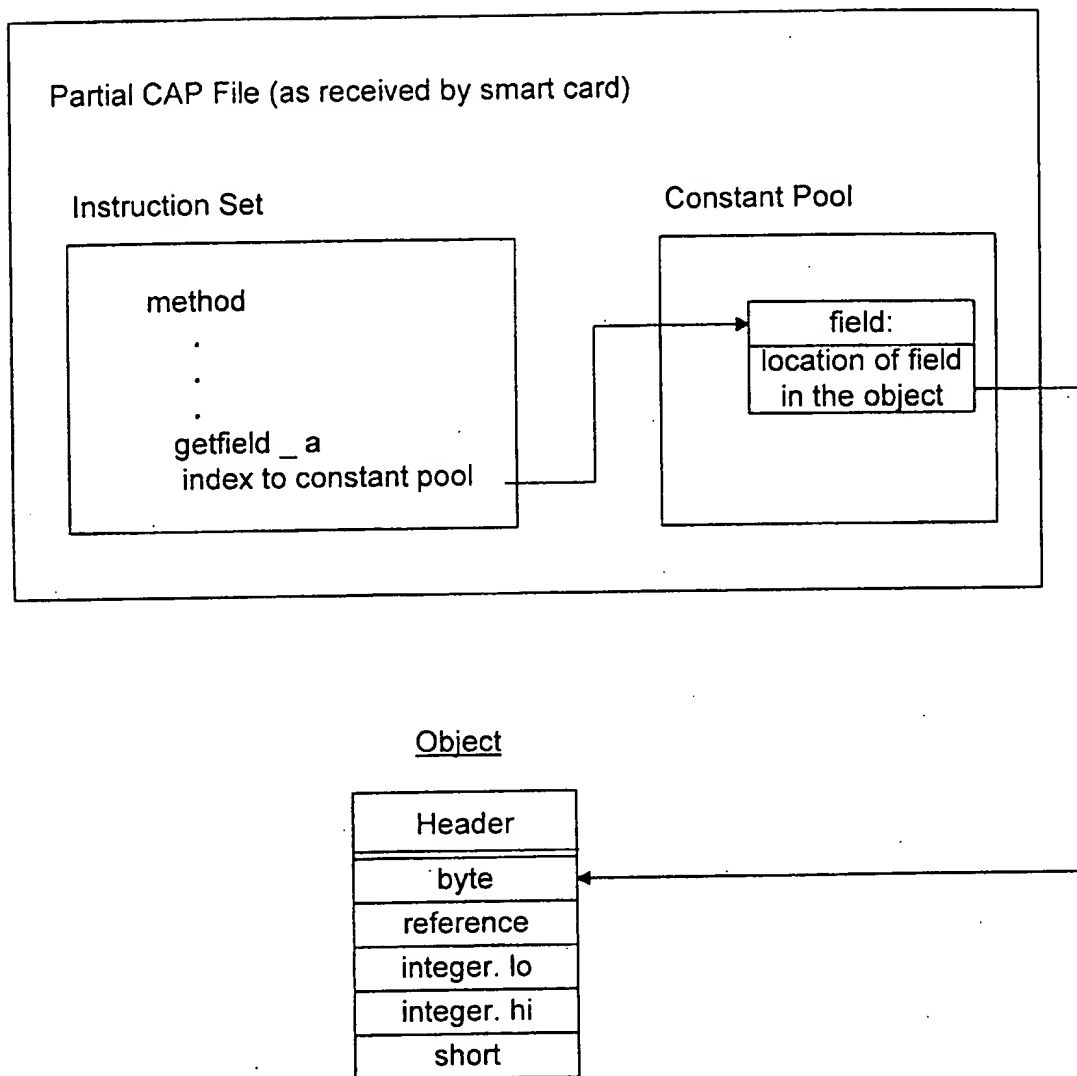 Partial CAP File (as received by smart card)
Instruction Set
Constant Pool
method
.
.
.
getfield _ a
index to constant pool
field:
location of field
in the object
Object
Header
byte
reference
integer. lo
integer. hi
short